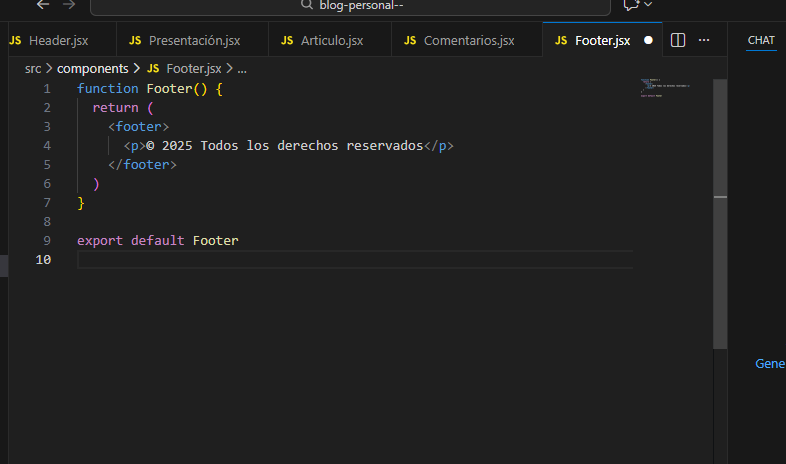 blog-personal--
JS Header.jsx JS Presentación.jsx JS Articulo.jsx JS Comentarios.jsx JS Footer.jsx ● ··· CHAT
src > components > JS Footer.jsx > ...
1 function Footer() {
2 return (
3 <footer>
4 <p>© 2025 Todos los derechos reservados</p>
5 </footer>
6 )
7 }
8
9 export default Footer
10
Gene